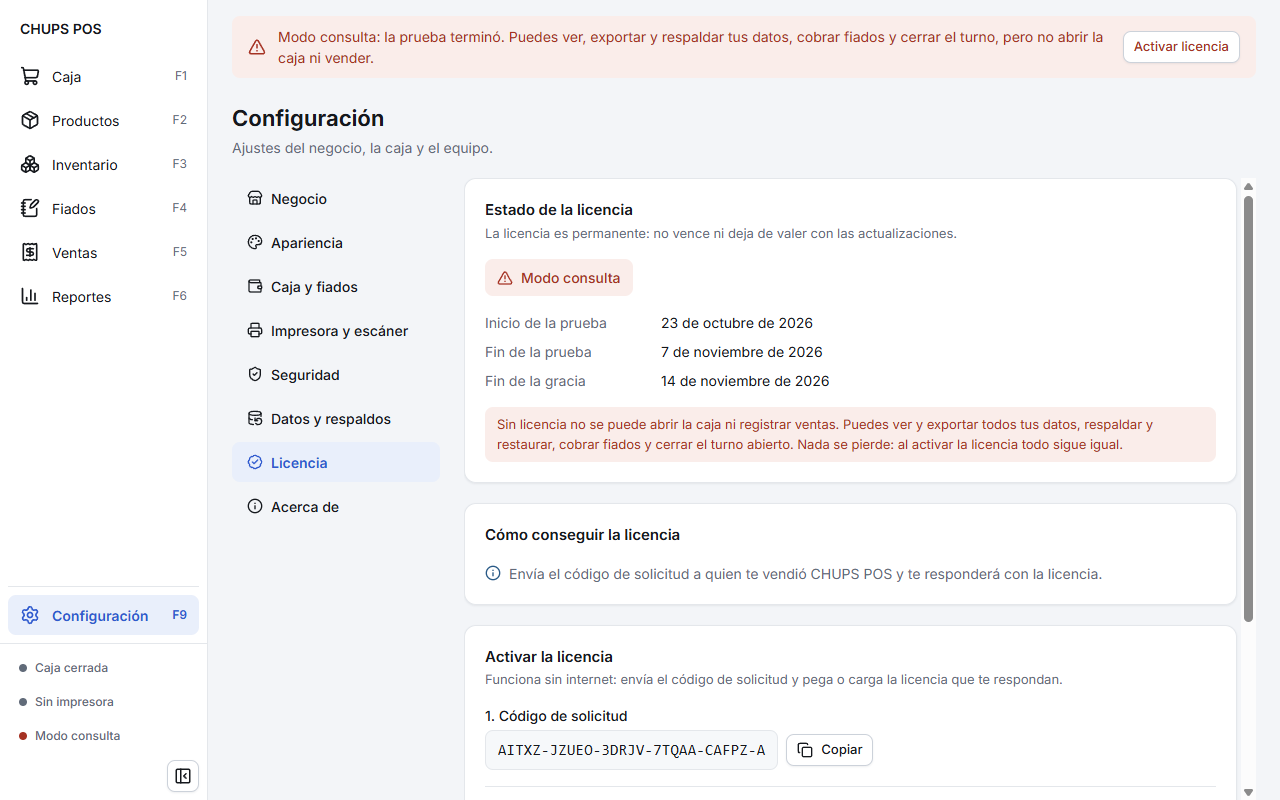 CHUPS POS
Caja F1
Productos F2
Inventario F3
Fiados F4
Ventas F5
Reportes F6
Configuración F9
Caja cerrada
Sin impresora
Modo consulta
Modo consulta: la prueba terminó. Puedes ver, exportar y respaldar tus datos, cobrar fiados y cerrar el turno, pero no abrir la
caja ni vender.
Activar licencia
Configuración
Ajustes del negocio, la caja y el equipo.
Negocio
Apariencia
Caja y fiados
Impresora y escáner
Seguridad
Datos y respaldos
Licencia
Acerca de
Estado de la licencia
La licencia es permanente: no vence ni deja de valer con las actualizaciones.
Modo consulta
Inicio de la prueba 23 de octubre de 2026
Fin de la prueba 7 de noviembre de 2026
Fin de la gracia 14 de noviembre de 2026
Sin licencia no se puede abrir la caja ni registrar ventas. Puedes ver y exportar todos tus datos, respaldar y
restaurar, cobrar fiados y cerrar el turno abierto. Nada se pierde: al activar la licencia todo sigue igual.
Cómo conseguir la licencia
Envía el código de solicitud a quien te vendió CHUPS POS y te responderá con la licencia.
Activar la licencia
Funciona sin internet: envía el código de solicitud y pega o carga la licencia que te respondan.
1. Código de solicitud
AITXZ-JZUEO-3DRJV-7TQAA-CAFPZ-A
Copiar